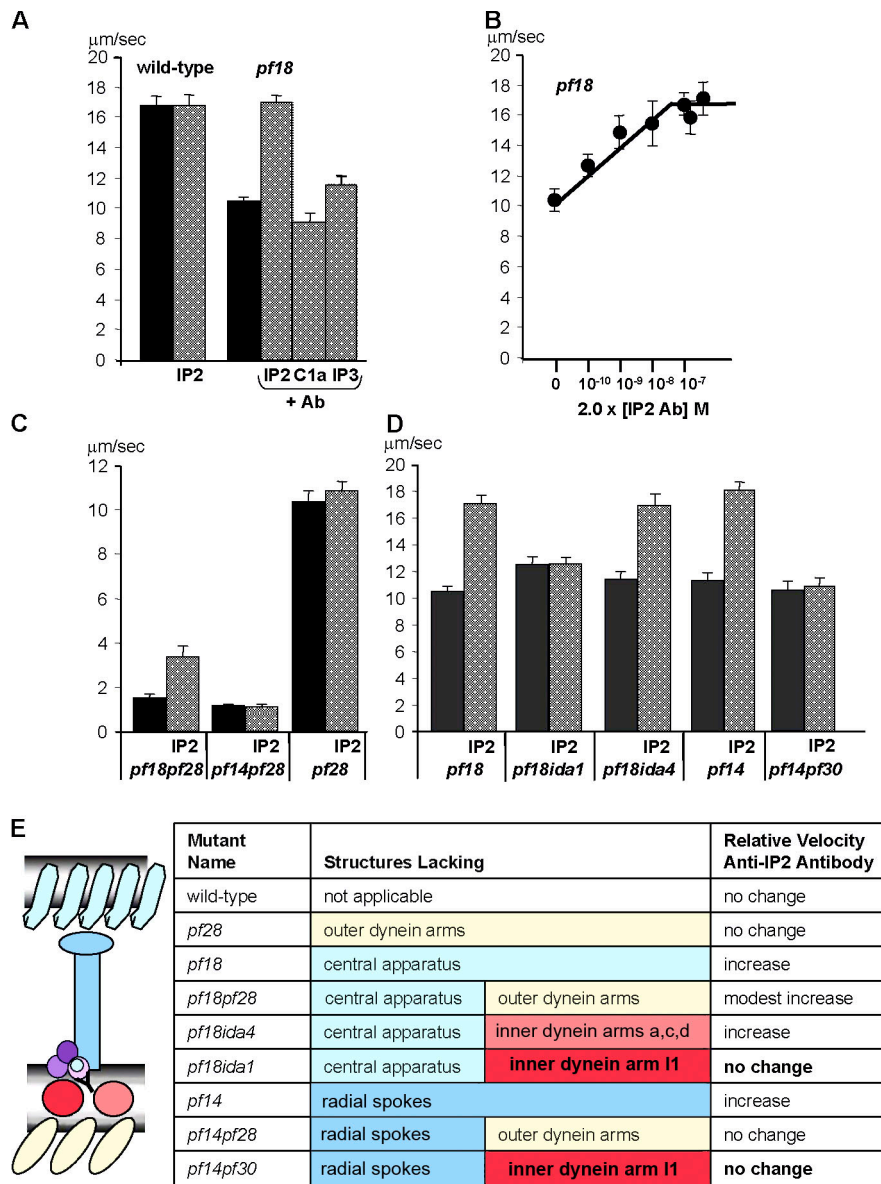 A
μm/sec
20
18
16
14
12
10
8
6
4
2
0
wild-type
pf18
IP2
IP2 C1a IP3
+ Ab
B
μm/sec
20
18
16
14
12
10
8
6
4
2
0
pf18
0 10-10 10-9 10-8 10-7
2.0 x [IP2 Ab] M
C
μm/sec
12
10
8
6
4
2
0
IP2 IP2 IP2
pf18pf28 pf14pf28 pf28
D
μm/sec
20
18
16
14
12
10
8
6
4
2
0
IP2 IP2 IP2 IP2 IP2
pf18 pf18ida1 pf18ida4 pf14 pf14pf30
E
Mutant Name Structures Lacking Relative Velocity Anti-IP2 Antibody
wild-type not applicable no change
pf28 outer dynein arms no change
pf18 central apparatus increase
pf18pf28 central apparatus outer dynein arms modest increase
pf18ida4 central apparatus inner dynein arms a,c,d increase
pf18ida1 central apparatus inner dynein arm I1 no change
pf14 radial spokes increase
pf14pf28 radial spokes outer dynein arms no change
pf14pf30 radial spokes inner dynein arm I1 no change